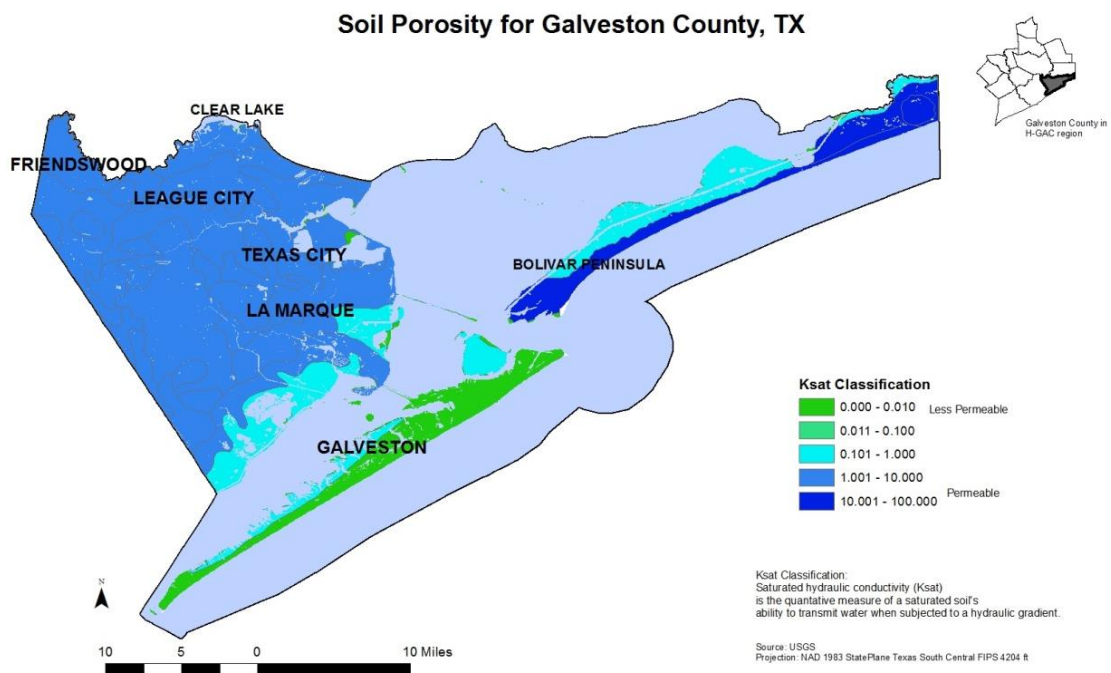 Soil Porosity for Galveston County, TX
Galveston County in
H-GAC region
CLEAR LAKE
FRIENDSWOOD
LEAGUE CITY
TEXAS CITY
BOLIVAR PENINSULA
LA MARQUE
GALVESTON
Ksat Classification
0.000 - 0.010 Less Permeable
0.011 - 0.100
0.101 - 1.000
1.001 - 10.000
10.001 - 100.000 Permeable
Ksat Classification:
Saturated hydraulic conductivity (Ksat)
is the quantative measure of a saturated soil's
ability to transmit water when subjected to a hydraulic gradient.
Source: USGS
Projection: NAD 1983 StatePlane Texas South Central FIPS 4204 ft
N
10 5 0 10 Miles